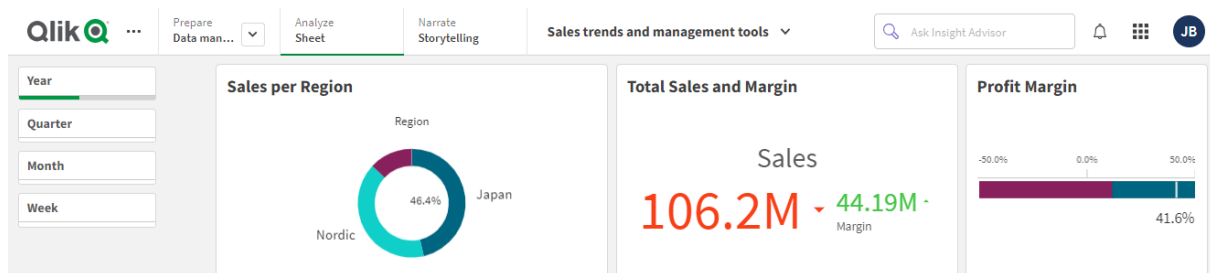 Qlik
Prepare
Data man...
Analyze
Sheet
Narrate
Storytelling
Sales trends and management tools
Ask Insight Advisor
JB
Year
Quarter
Month
Week
Sales per Region
Region
46.4%
Japan
Nordic
Total Sales and Margin
Sales
106.2M
44.19M
Margin
Profit Margin
-50.0% 0.0% 50.0%
41.6%